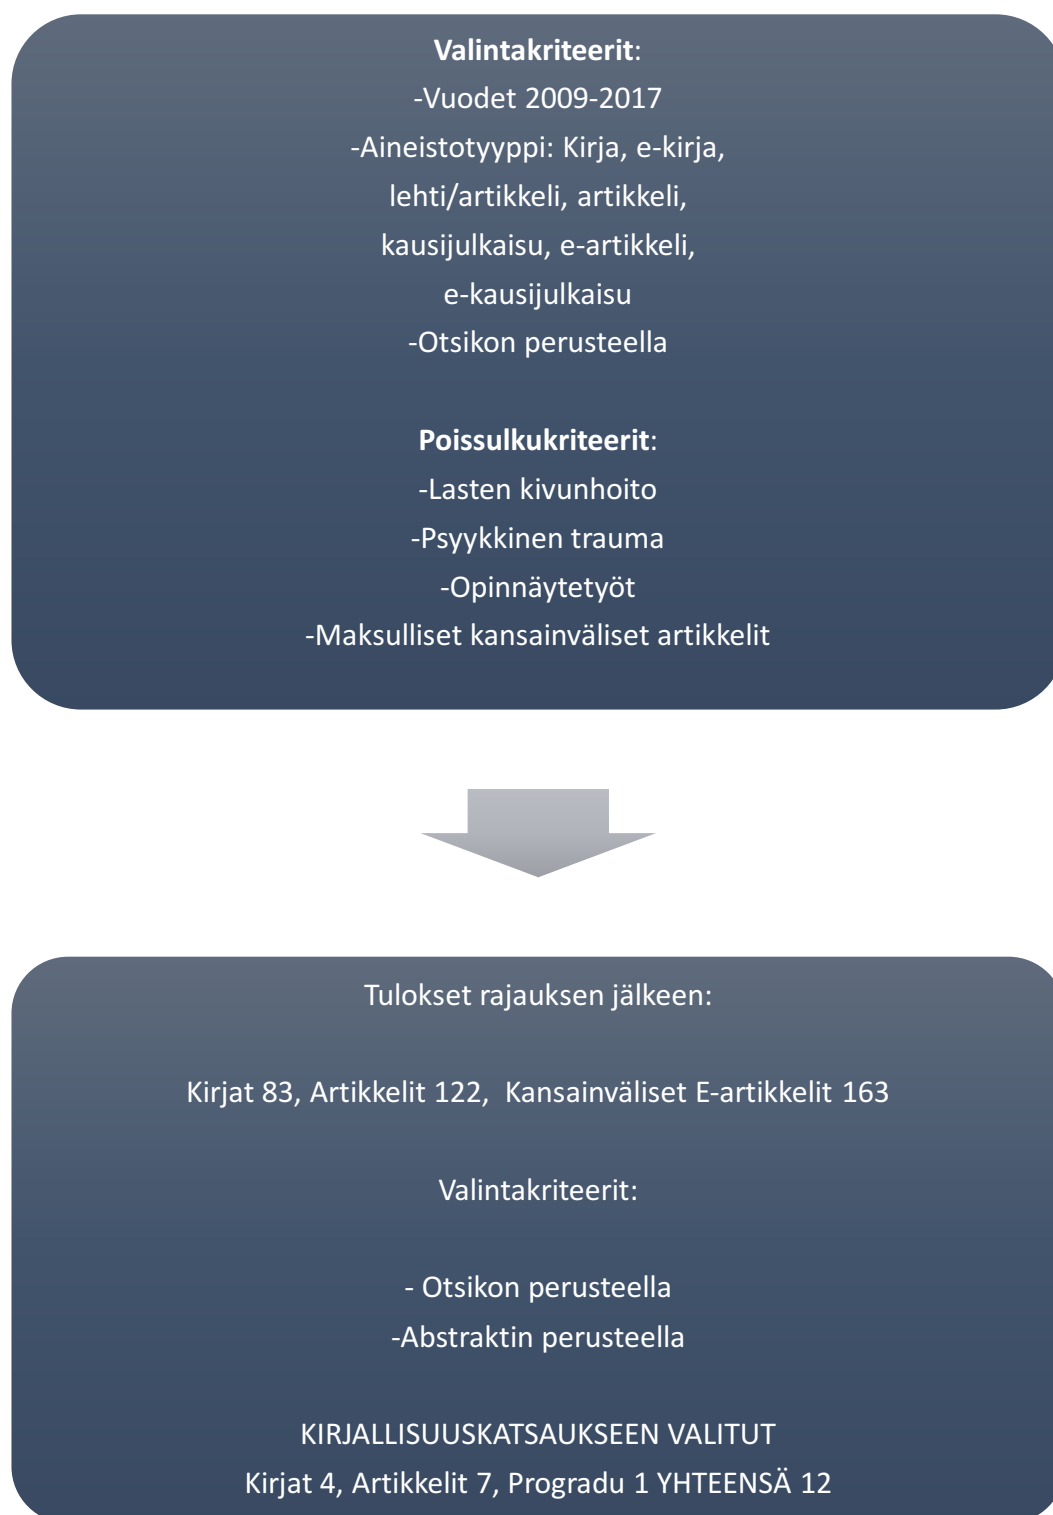 Valintakriteerit:
-Vuodet 2009-2017
-Aineistotyyppi: Kirja, e-kirja,
lehti/artikkeli, artikkeli,
kausijulkaisu, e-artikkeli,
e-kausijulkaisu
-Otsikon perusteella
Poissulkukriteerit:
-Lasten kivunhoito
-Psyykkinen trauma
-Opinnäytetyöt
-Maksulliset kansainväliset artikkelit
Tulokset rajauksen jälkeen:
Kirjat 83, Artikkelit 122,  Kansainväliset E-artikkelit 163
Valintakriteerit:
- Otsikon perusteella
-Abstraktin perusteella
KIRJALLISUUSKATSAUKSEEN VALITUT
Kirjat 4, Artikkelit 7, Progradu 1 YHTEENSÄ 12